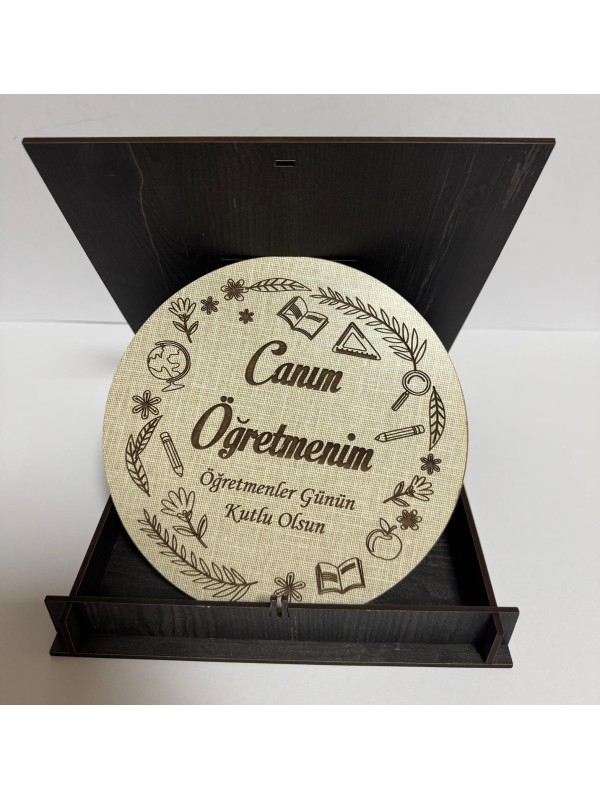 Canım
Öğretmenim
Öğretmenler Günün
Kutlu Olsun